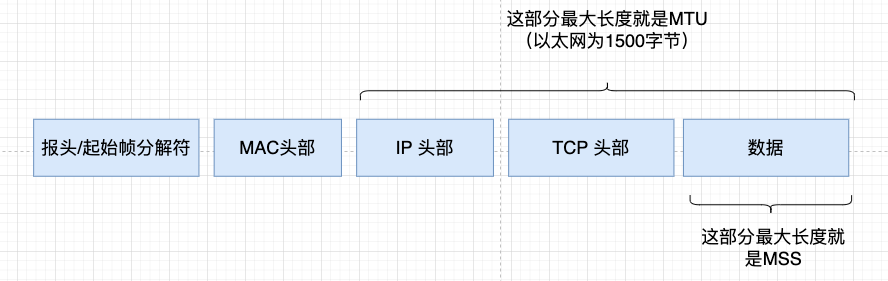 这部分最大长度就是MTU
（以太网为1500字节）
报头/起始帧分解符
MAC头部
IP 头部
TCP 头部
数据
这部分最大长度就
是MSS